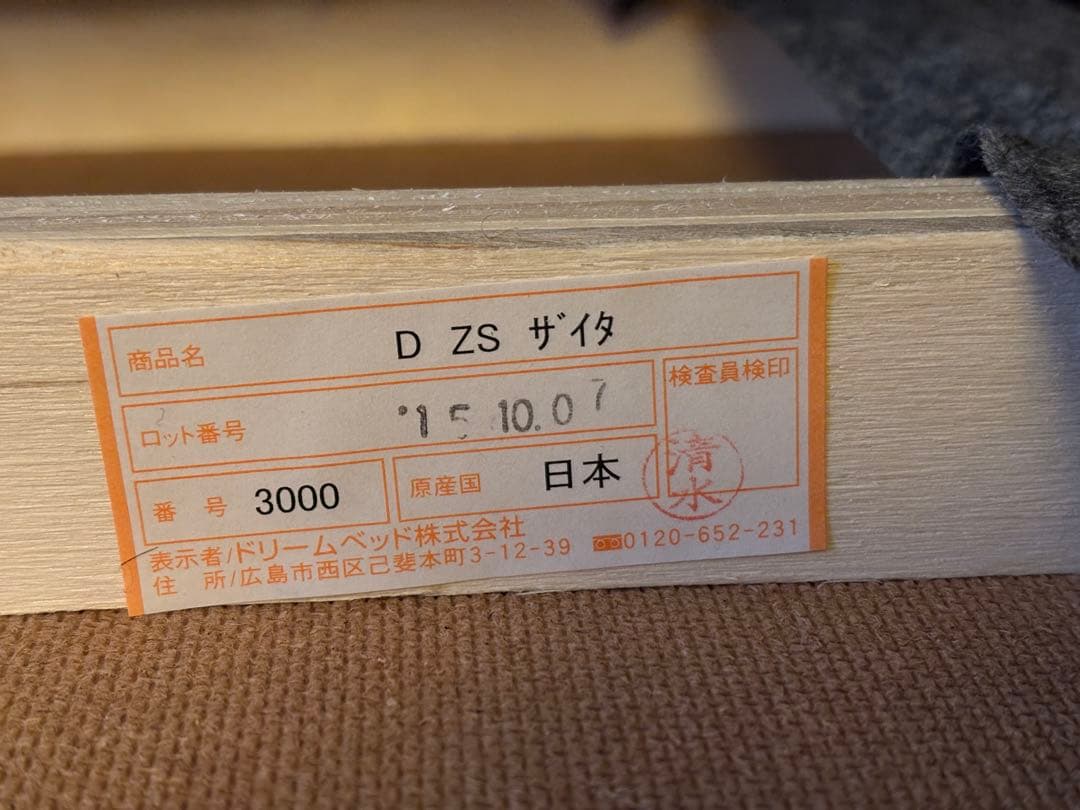 商品名 D ZS ザイタ
ロット番号 '15.10.07
検査員検印
清水
番 号 3000 原産国 日本
表示者/ドリームベッド株式会社
住 所/広島市西区己斐本町3-12-39 0120-652-231